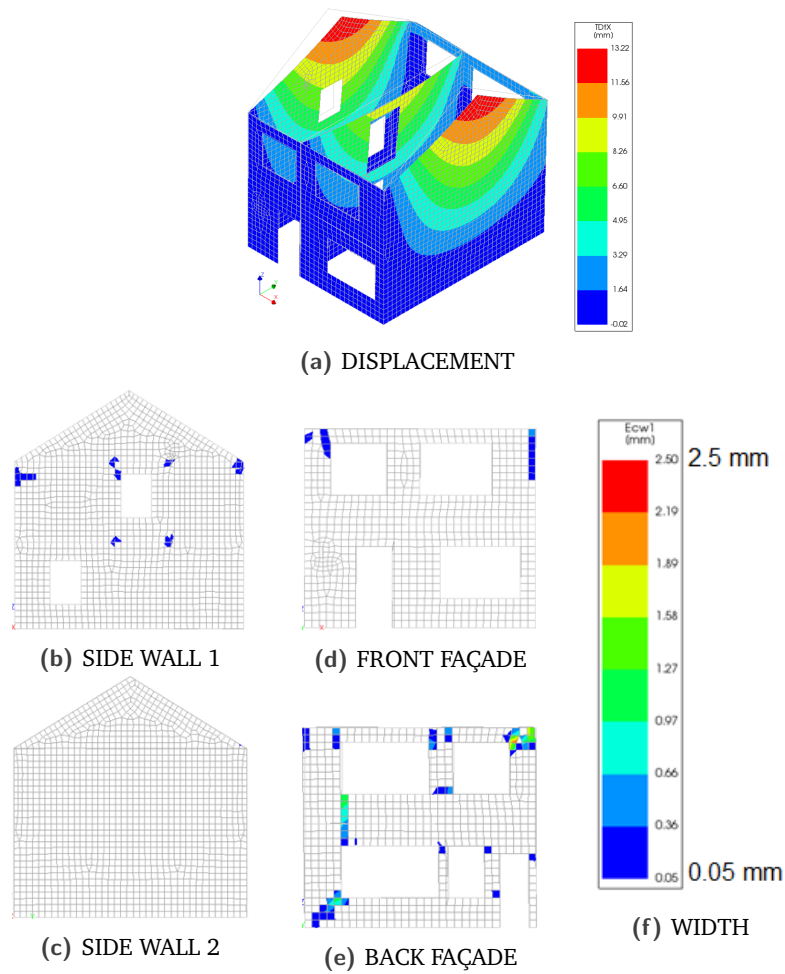 TDtX
(mm)
13.22
11.56
9.91
8.26
6.60
4.95
3.29
1.64
-0.02
Z
Y
X
(a) DISPLACEMENT
Z
X
(b) SIDE WALL 1
(d) FRONT FAÇADE
(c) SIDE WALL 2
(e) BACK FAÇADE
Ecw1
(mm)
2.50 2.5 mm
2.19
1.89
1.58
1.27
0.97
0.66
0.36
0.05 0.05 mm
(f) WIDTH